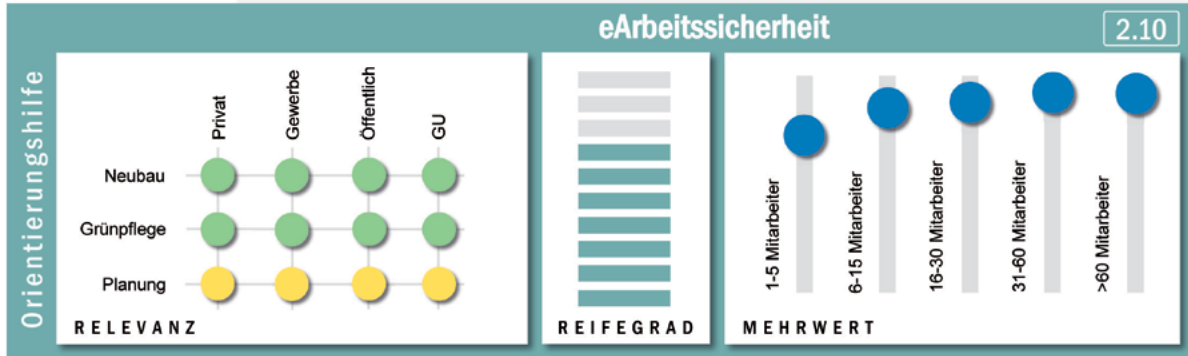 eArbeitssicherheit
2.10
Orientierungshilfe
Privat
Gewerbe
Öffentlich
GU
Neubau
Grünpflege
Planung
RELEVANZ
REIFEGRAD
1-5 Mitarbeiter
6-15 Mitarbeiter
16-30 Mitarbeiter
31-60 Mitarbeiter
>60 Mitarbeiter
MEHRWERT